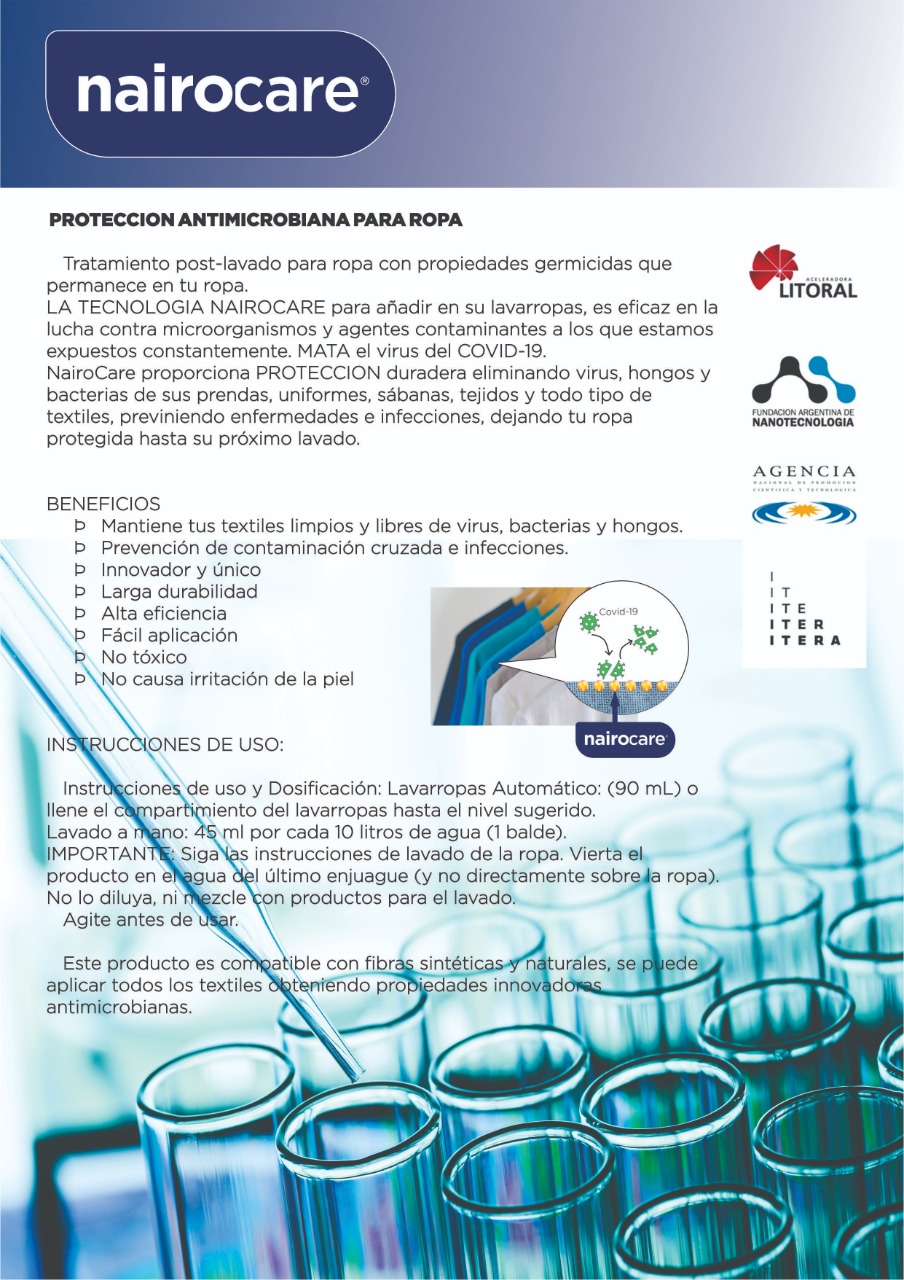 nairocare®
PROTECCION ANTIMICROBIANA PARA ROPA
Tratamiento post-lavado para ropa con propiedades germicidas que
permanece en tu ropa.
LA TECNOLOGIA NAIROCARE para añadir en su lavarropas, es eficaz en la
lucha contra microorganismos y agentes contaminantes a los que estamos
expuestos constantemente. MATA el virus del COVID-19.
NairoCare proporciona PROTECCION duradera eliminando virus, hongos y
bacterias de sus prendas, uniformes, sábanas, tejidos y todo tipo de
textiles, previniendo enfermedades e infecciones, dejando tu ropa
protegida hasta su próximo lavado.
ACELERADORA
LITORAL
FUNDACION ARGENTINA DE
NANOTECNOLOGIA
AGENCIA
NACIONAL DE PROMOCION
CIENTIFICA Y TECNOLOGICA
I
IT
ITE
ITER
ITERA
BENEFICIOS
Þ Mantiene tus textiles limpios y libres de virus, bacterias y hongos.
Þ Prevención de contaminación cruzada e infecciones.
Þ Innovador y único
Þ Larga durabilidad
Þ Alta eficiencia
Þ Fácil aplicación
Þ No tóxico
Þ No causa irritación de la piel
Covid-19
nairocare®
INSTRUCCIONES DE USO:
Instrucciones de uso y Dosificación: Lavarropas Automático: (90 mL) o
llene el compartimiento del lavarropas hasta el nivel sugerido.
Lavado a mano: 45 ml por cada 10 litros de agua (1 balde).
IMPORTANTE: Siga las instrucciones de lavado de la ropa. Vierta el
producto en el agua del último enjuague (y no directamente sobre la ropa).
No lo diluya, ni mezcle con productos para el lavado.
Agite antes de usar.
Este producto es compatible con fibras sintéticas y naturales, se puede
aplicar todos los textiles obteniendo propiedades innovadoras
antimicrobianas.